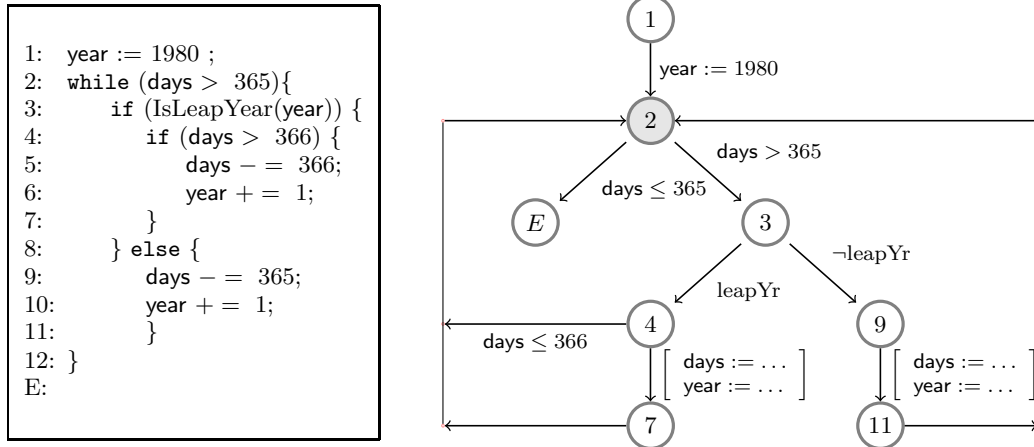 1: year := 1980 ;
2: while (days > 365){
3: if (IsLeapYear(year)) {
4: if (days > 366) {
5: days − = 366;
6: year + = 1;
7: }
8: } else {
9: days − = 365;
10: year + = 1;
11: }
12: }
E:
1
year := 1980
2
days > 365
days ≤ 365
E
3
¬leapYr
leapYr
4
9
days ≤ 366
days := ...
year := ...
days := ...
year := ...
7
11